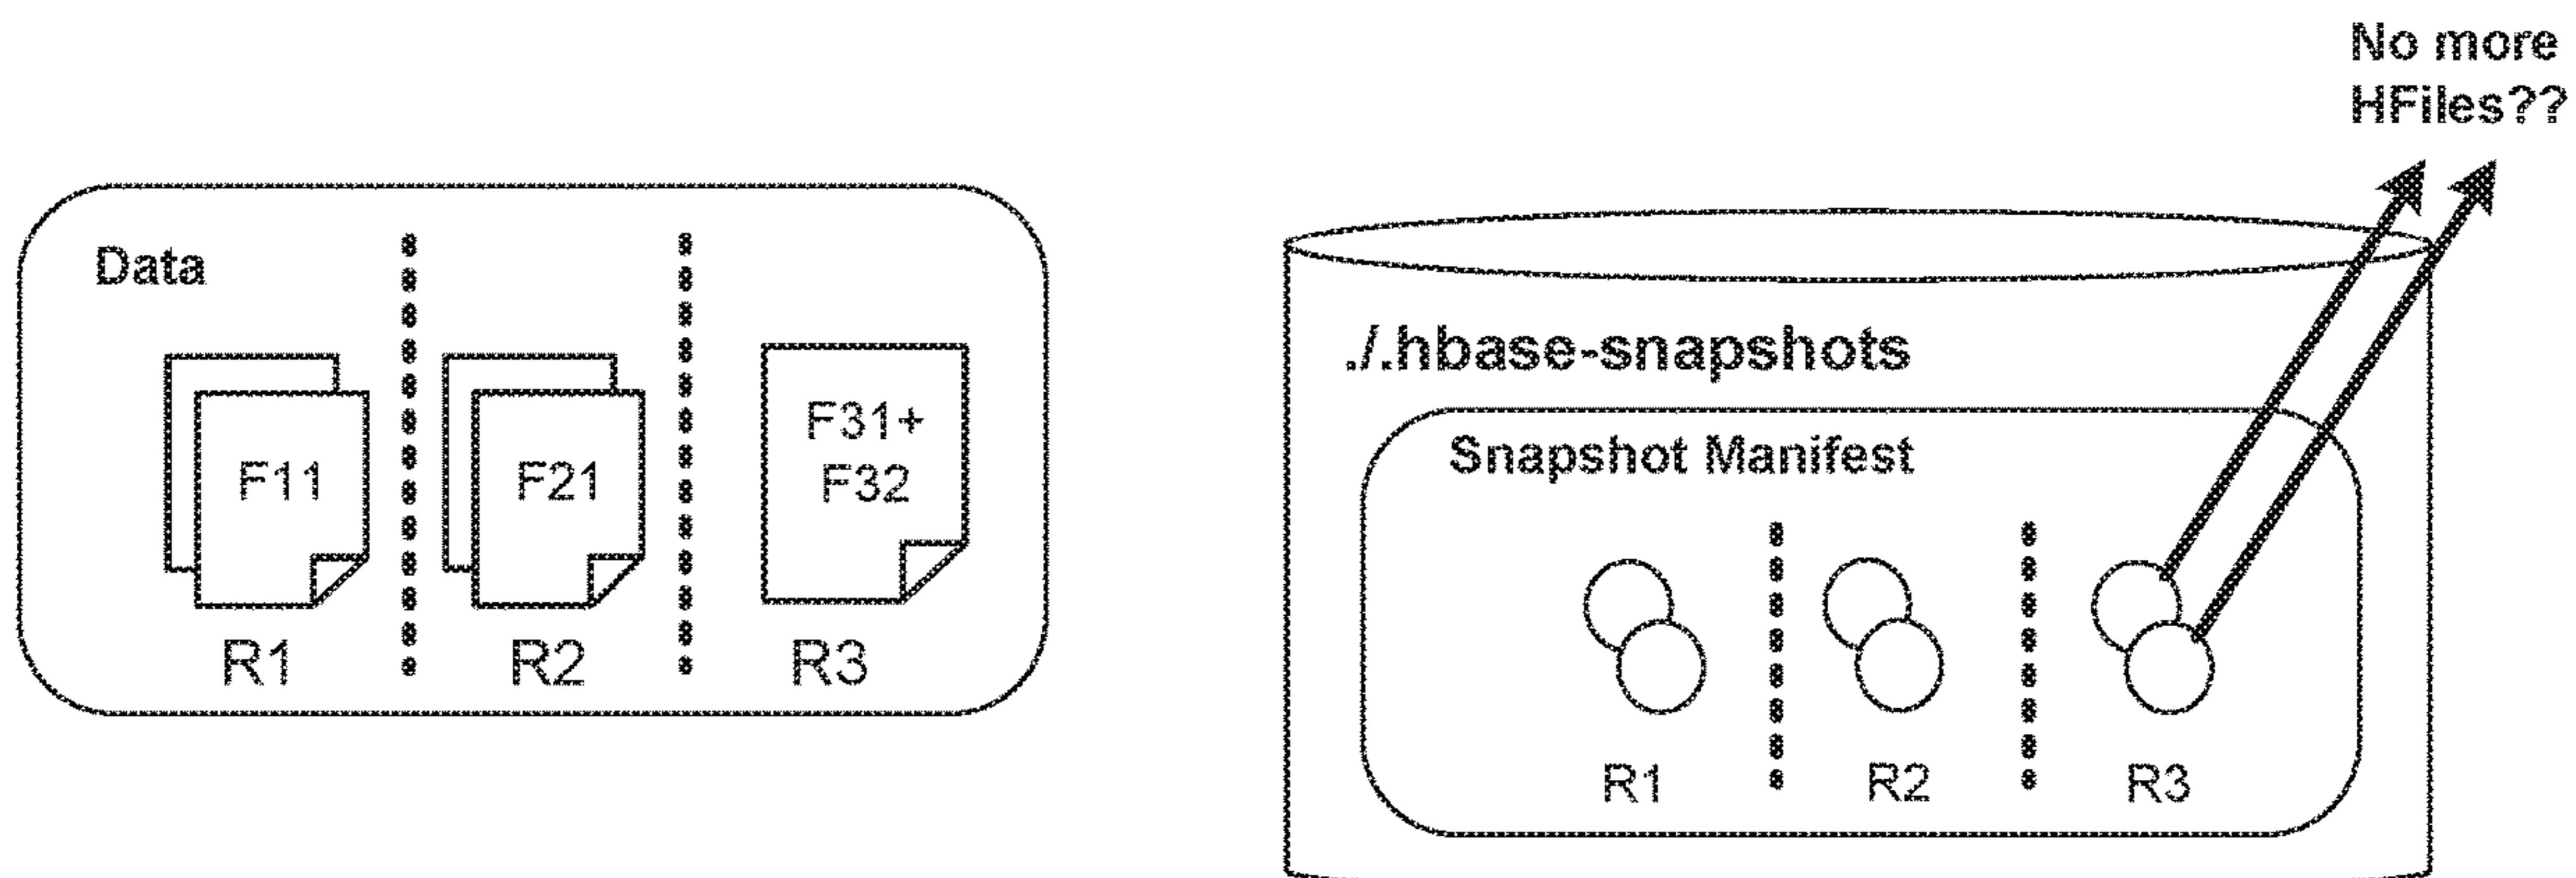 No more
HFiles??
Data
F11
F21
F31+
F32
R1
R2
R3
./.hbase-snapshots
Snapshot Manifest
R1
R2
R3